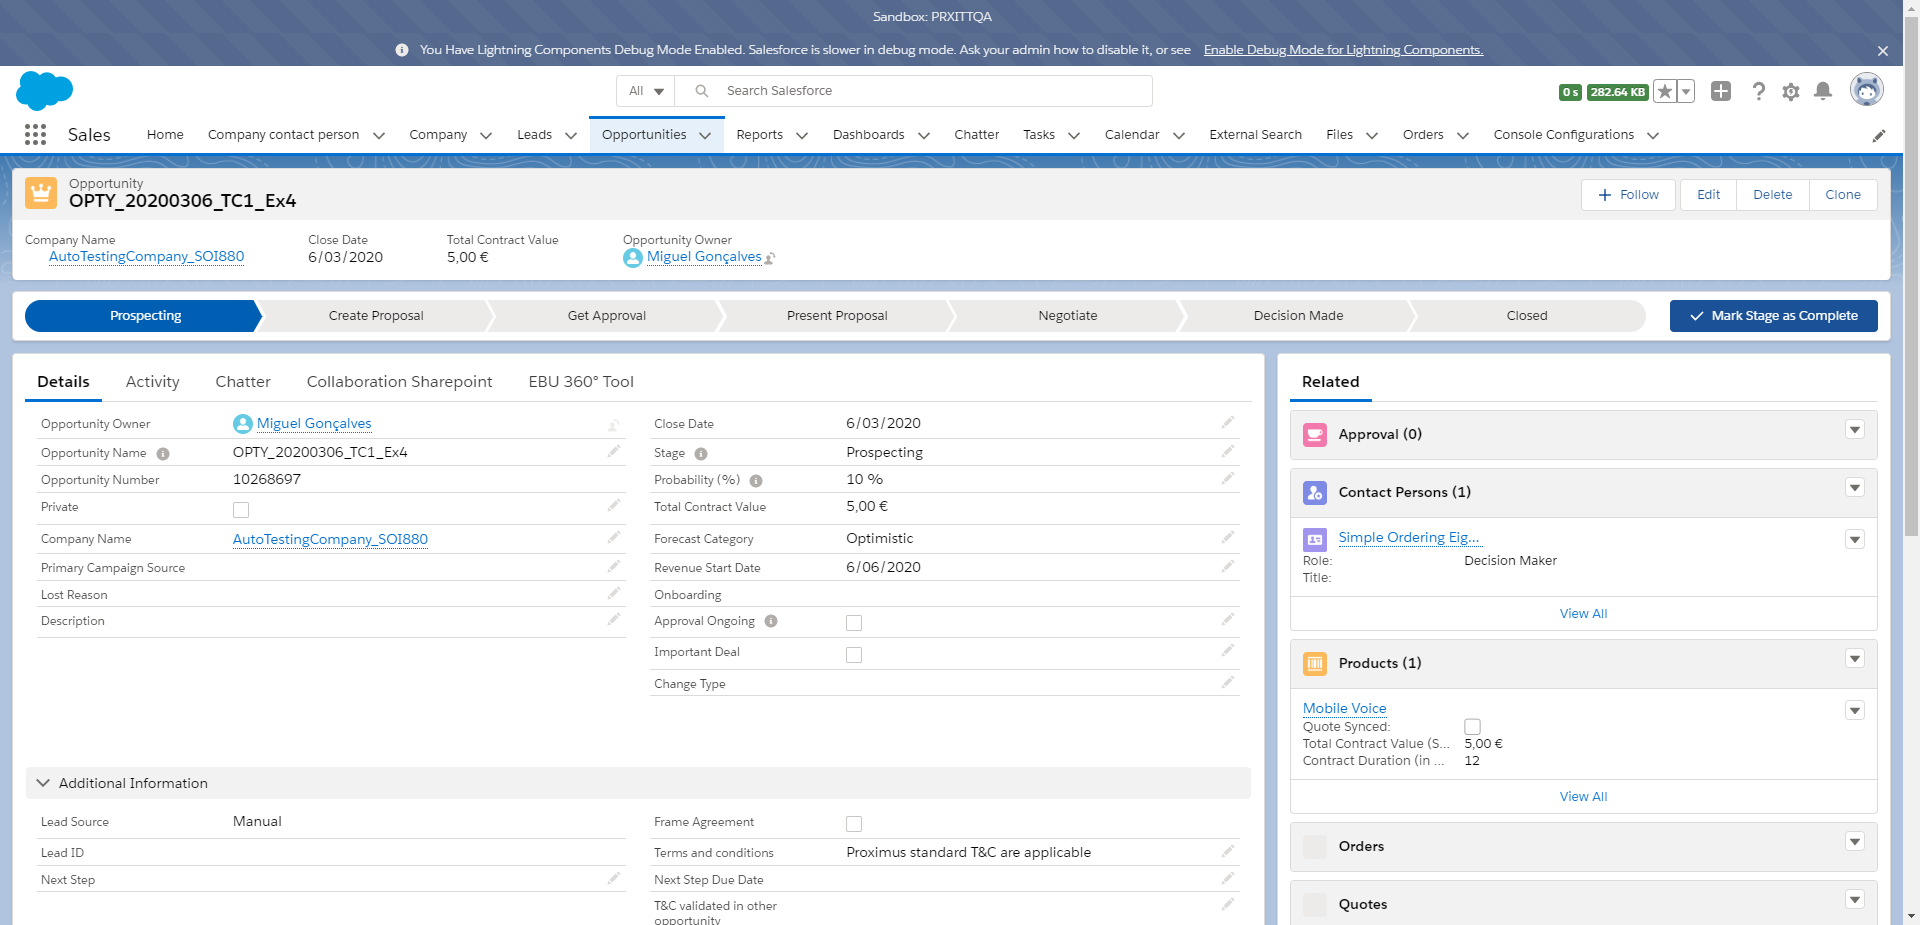 Sandbox: PRXITTQA
You Have Lightning Components Debug Mode Enabled. Salesforce is slower in debug mode. Ask your admin how to disable it, or see Enable Debug Mode for Lightning Components.
All Search Salesforce 0 s 282.64 KB
Sales Home Company contact person Company Leads Opportunities Reports Dashboards Chatter Tasks Calendar External Search Files Orders Console Configurations
Opportunity
OPTY_20200306_TC1_Ex4
Follow Edit Delete Clone
Company Name Close Date Total Contract Value Opportunity Owner
AutoTestingCompany_SOI880 6/03/2020 5,00 € Miguel Gonçalves
Prospecting Create Proposal Get Approval Present Proposal Negotiate Decision Made Closed Mark Stage as Complete
Details Activity Chatter Collaboration Sharepoint EBU 360° Tool
Opportunity Owner Miguel Gonçalves
Opportunity Name OPTY_20200306_TC1_Ex4
Opportunity Number 10268697
Private
Company Name AutoTestingCompany_SOI880
Primary Campaign Source
Lost Reason
Description
Close Date 6/03/2020
Stage Prospecting
Probability (%) 10 %
Total Contract Value 5,00 €
Forecast Category Optimistic
Revenue Start Date 6/06/2020
Onboarding
Approval Ongoing
Important Deal
Change Type
Additional Information
Lead Source Manual
Lead ID
Next Step
Frame Agreement
Terms and conditions Proximus standard T&C are applicable
Next Step Due Date
T&C validated in other
opportunity
Related
Approval (0)
Contact Persons (1)
Simple Ordering Eig...
Role: Decision Maker
Title:
View All
Products (1)
Mobile Voice
Quote Synced:
Total Contract Value (S... 5,00 €
Contract Duration (in ... 12
View All
Orders
Quotes